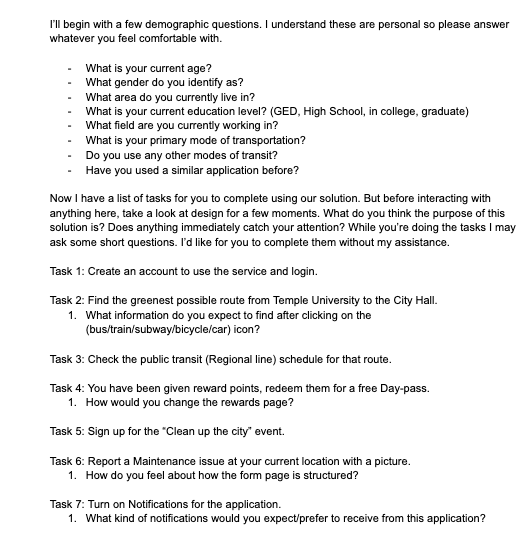 I'll begin with a few demographic questions. I understand these are personal so please answer
whatever you feel comfortable with.
- What is your current age?
- What gender do you identify as?
- What area do you currently live in?
- What is your current education level? (GED, High School, in college, graduate)
- What field are you currently working in?
- What is your primary mode of transportation?
- Do you use any other modes of transit?
- Have you used a similar application before?
Now I have a list of tasks for you to complete using our solution. But before interacting with
anything here, take a look at design for a few moments. What do you think the purpose of this
solution is? Does anything immediately catch your attention? While you're doing the tasks I may
ask some short questions. I'd like for you to complete them without my assistance.
Task 1: Create an account to use the service and login.
Task 2: Find the greenest possible route from Temple University to the City Hall.
1. What information do you expect to find after clicking on the
(bus/train/subway/bicycle/car) icon?
Task 3: Check the public transit (Regional line) schedule for that route.
Task 4: You have been given reward points, redeem them for a free Day-pass.
1. How would you change the rewards page?
Task 5: Sign up for the "Clean up the city" event.
Task 6: Report a Maintenance issue at your current location with a picture.
1. How do you feel about how the form page is structured?
Task 7: Turn on Notifications for the application.
1. What kind of notifications would you expect/prefer to receive from this application?